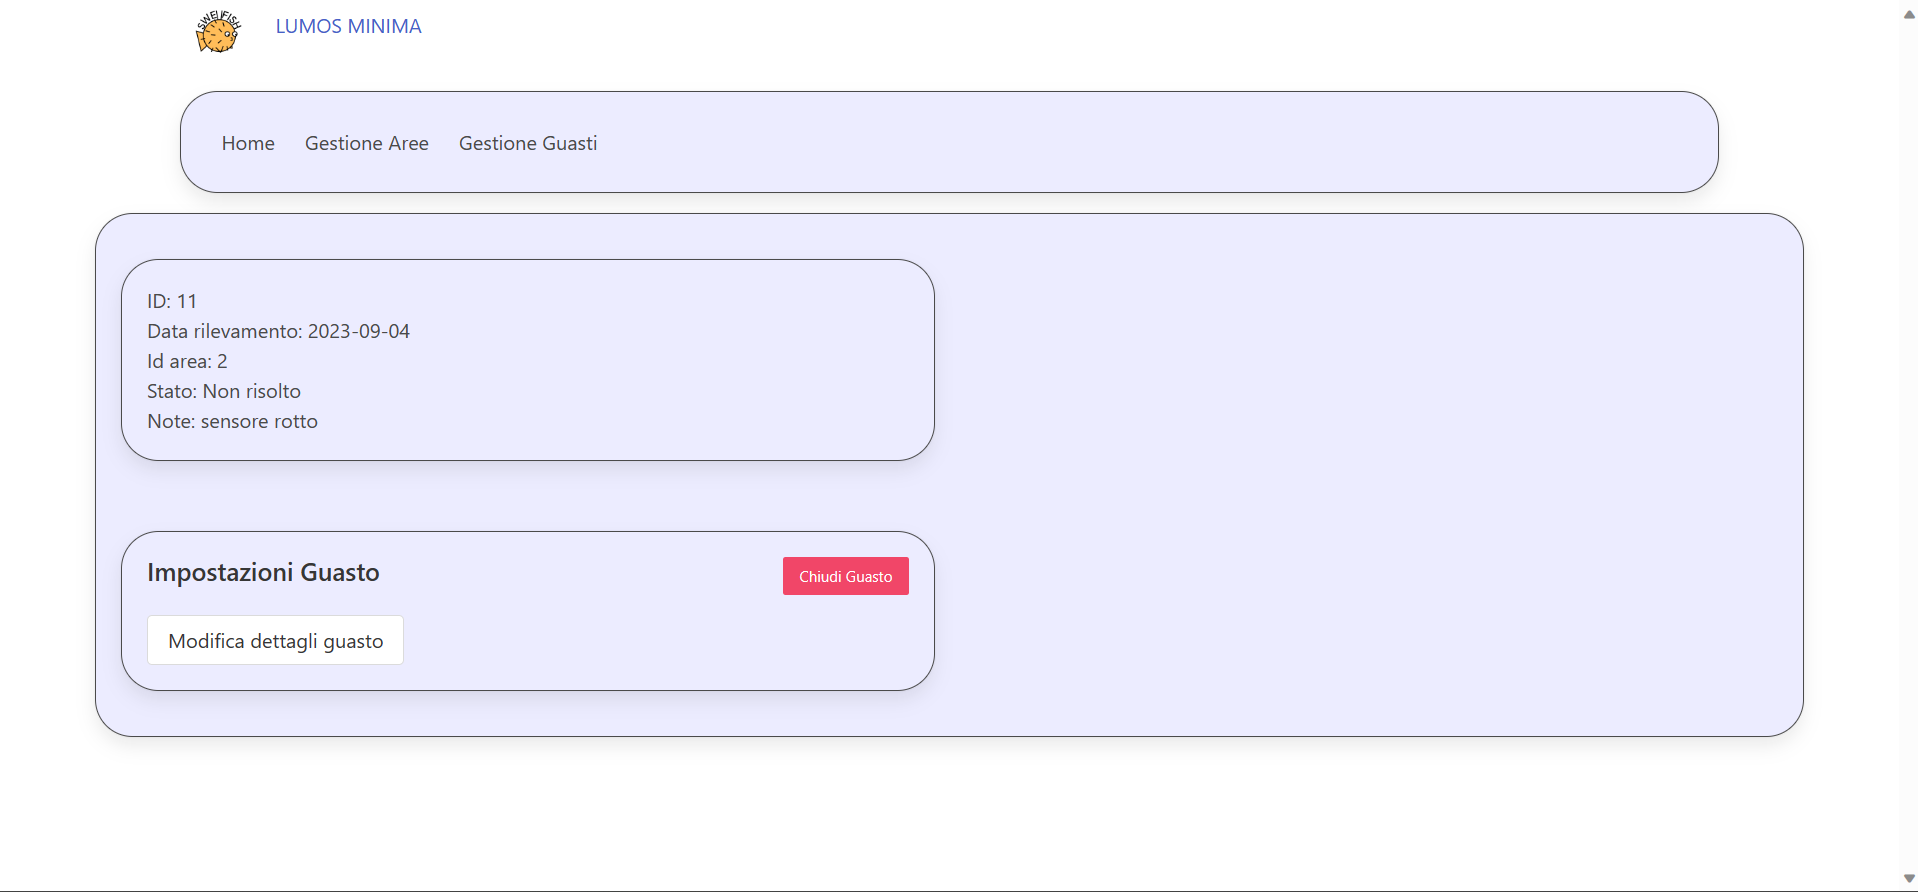 SWEllFISH
LUMOS MINIMA
Home Gestione Aree Gestione Guasti
ID: 11
Data rilevamento: 2023-09-04
Id area: 2
Stato: Non risolto
Note: sensore rotto
Impostazioni Guasto
Chiudi Guasto
Modifica dettagli guasto